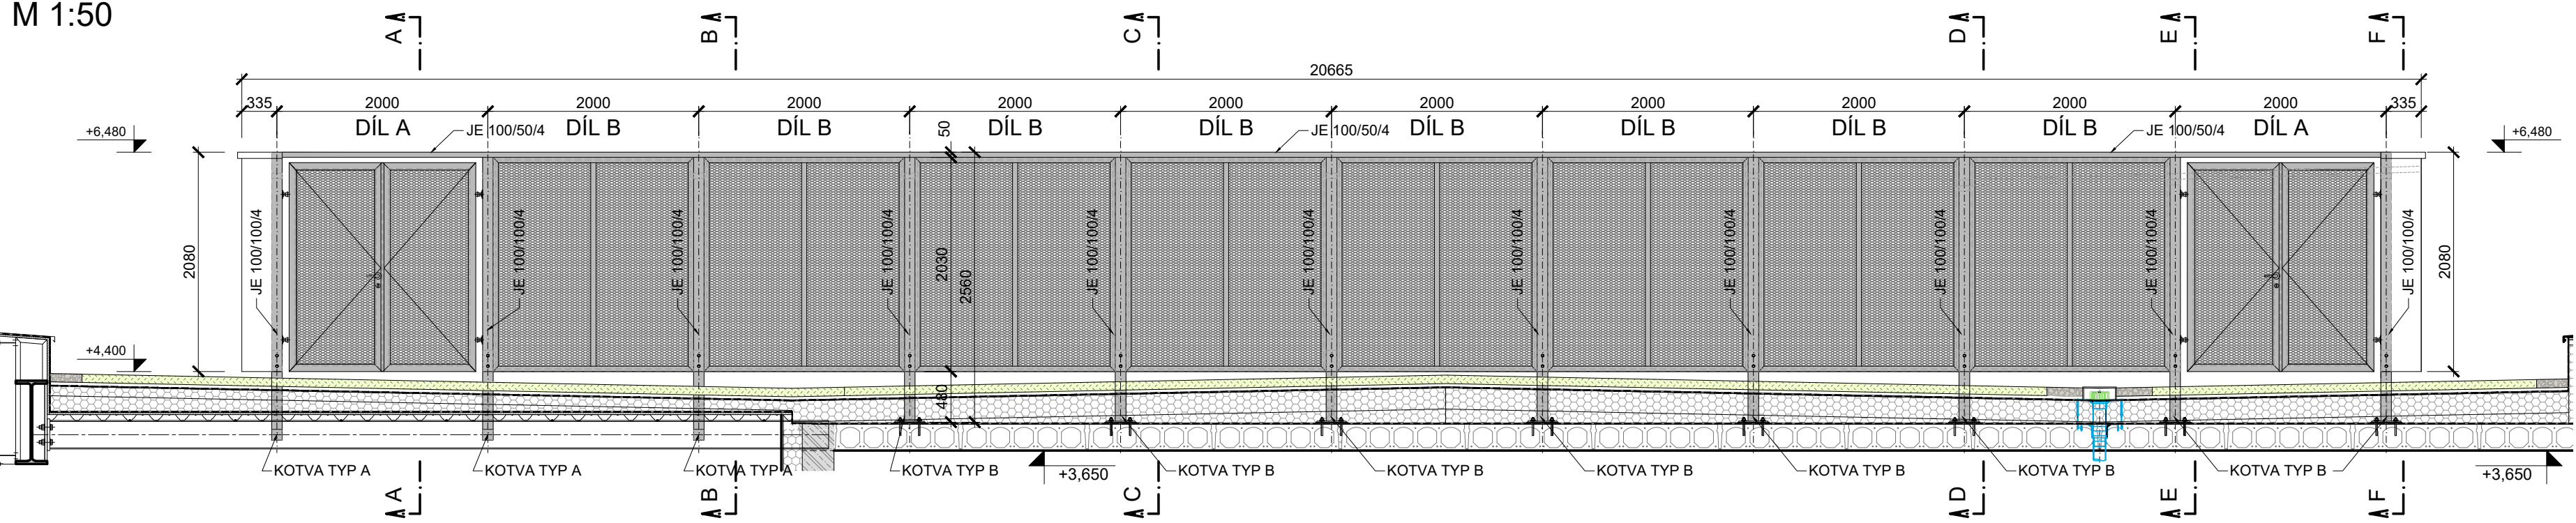 M 1:50
A B C D E F
20665
335 2000 2000 2000 2000 2000 2000 2000 2000 2000 2000 335
DÍL A DÍL B DÍL B DÍL B DÍL B DÍL B DÍL B DÍL B DÍL B DÍL A
+6,480 JE 100/50/4 50 JE 100/50/4 JE 100/50/4 +6,480
2080 JE 100/100/4 JE 100/100/4 JE 100/100/4 JE 100/100/4 2030 2560 JE 100/100/4 JE 100/100/4 JE 100/100/4 JE 100/100/4 JE 100/100/4 JE 100/100/4 JE 100/100/4 2080
+4,400
480
KOTVA TYP A KOTVA TYP A KOTVA TYP A KOTVA TYP B KOTVA TYP B KOTVA TYP B KOTVA TYP B KOTVA TYP B KOTVA TYP B KOTVA TYP B
+3,650 +3,650
A B C D E F